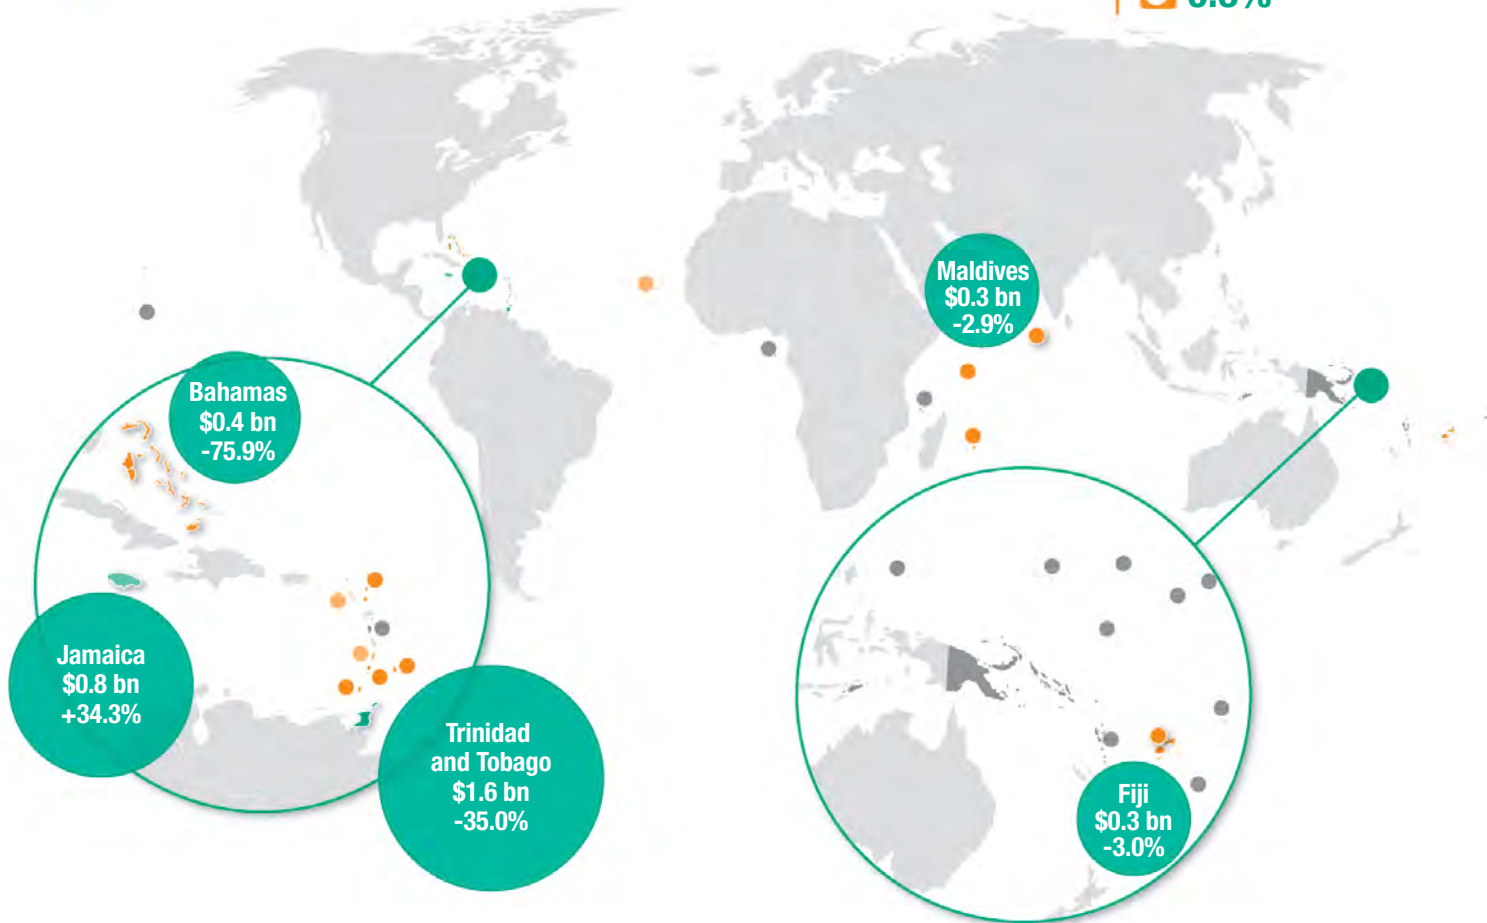 Maldives
$0.3 bn
-2.9%
Bahamas
$0.4 bn
-75.9%
Jamaica
$0.8 bn
+34.3%
Trinidad
and Tobago
$1.6 bn
-35.0%
Fiji
$0.3 bn
-3.0%